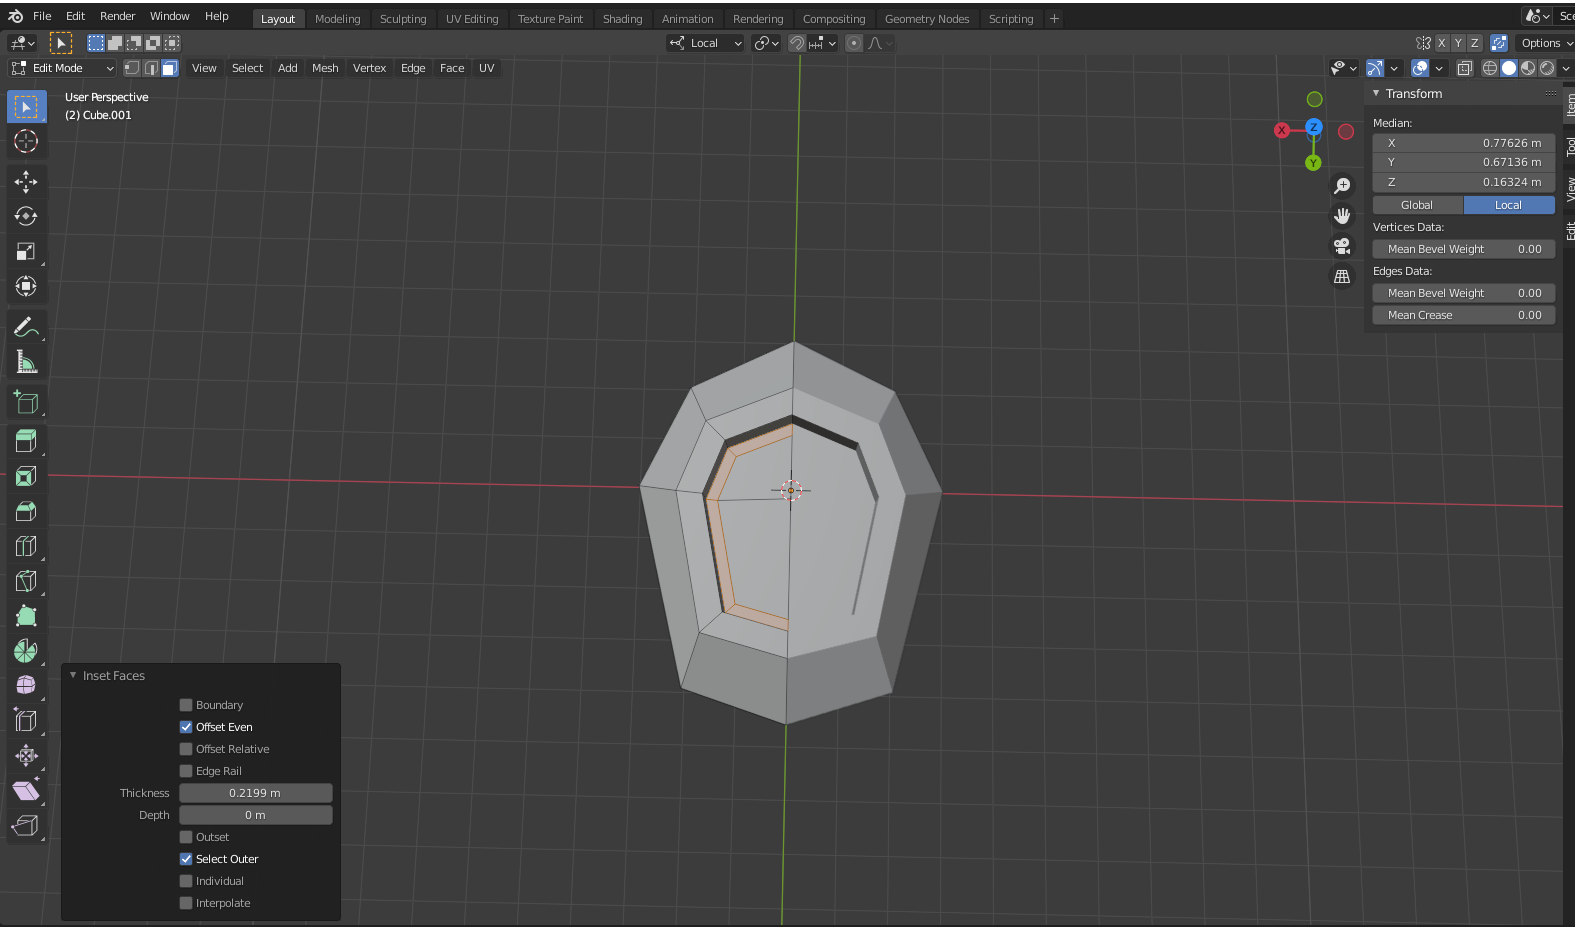 File Edit Render Window Help Layout Modeling Sculpting UV Editing Texture Paint Shading Animation Rendering Compositing Geometry Nodes Scripting + Sce
Local X Y Z Options
Edit Mode View Select Add Mesh Vertex Edge Face UV
User Perspective
(2) Cube.001
X Z Y
Transform
Median:
X 0.77626 m
Y 0.67136 m
Z 0.16324 m
Global Local
Vertices Data:
Mean Bevel Weight 0.00
Edges Data:
Mean Bevel Weight 0.00
Mean Crease 0.00
Item
Tool
View
Edit
Inset Faces
Boundary
Offset Even
Offset Relative
Edge Rail
Thickness 0.2199 m
Depth 0 m
Outset
Select Outer
Individual
Interpolate